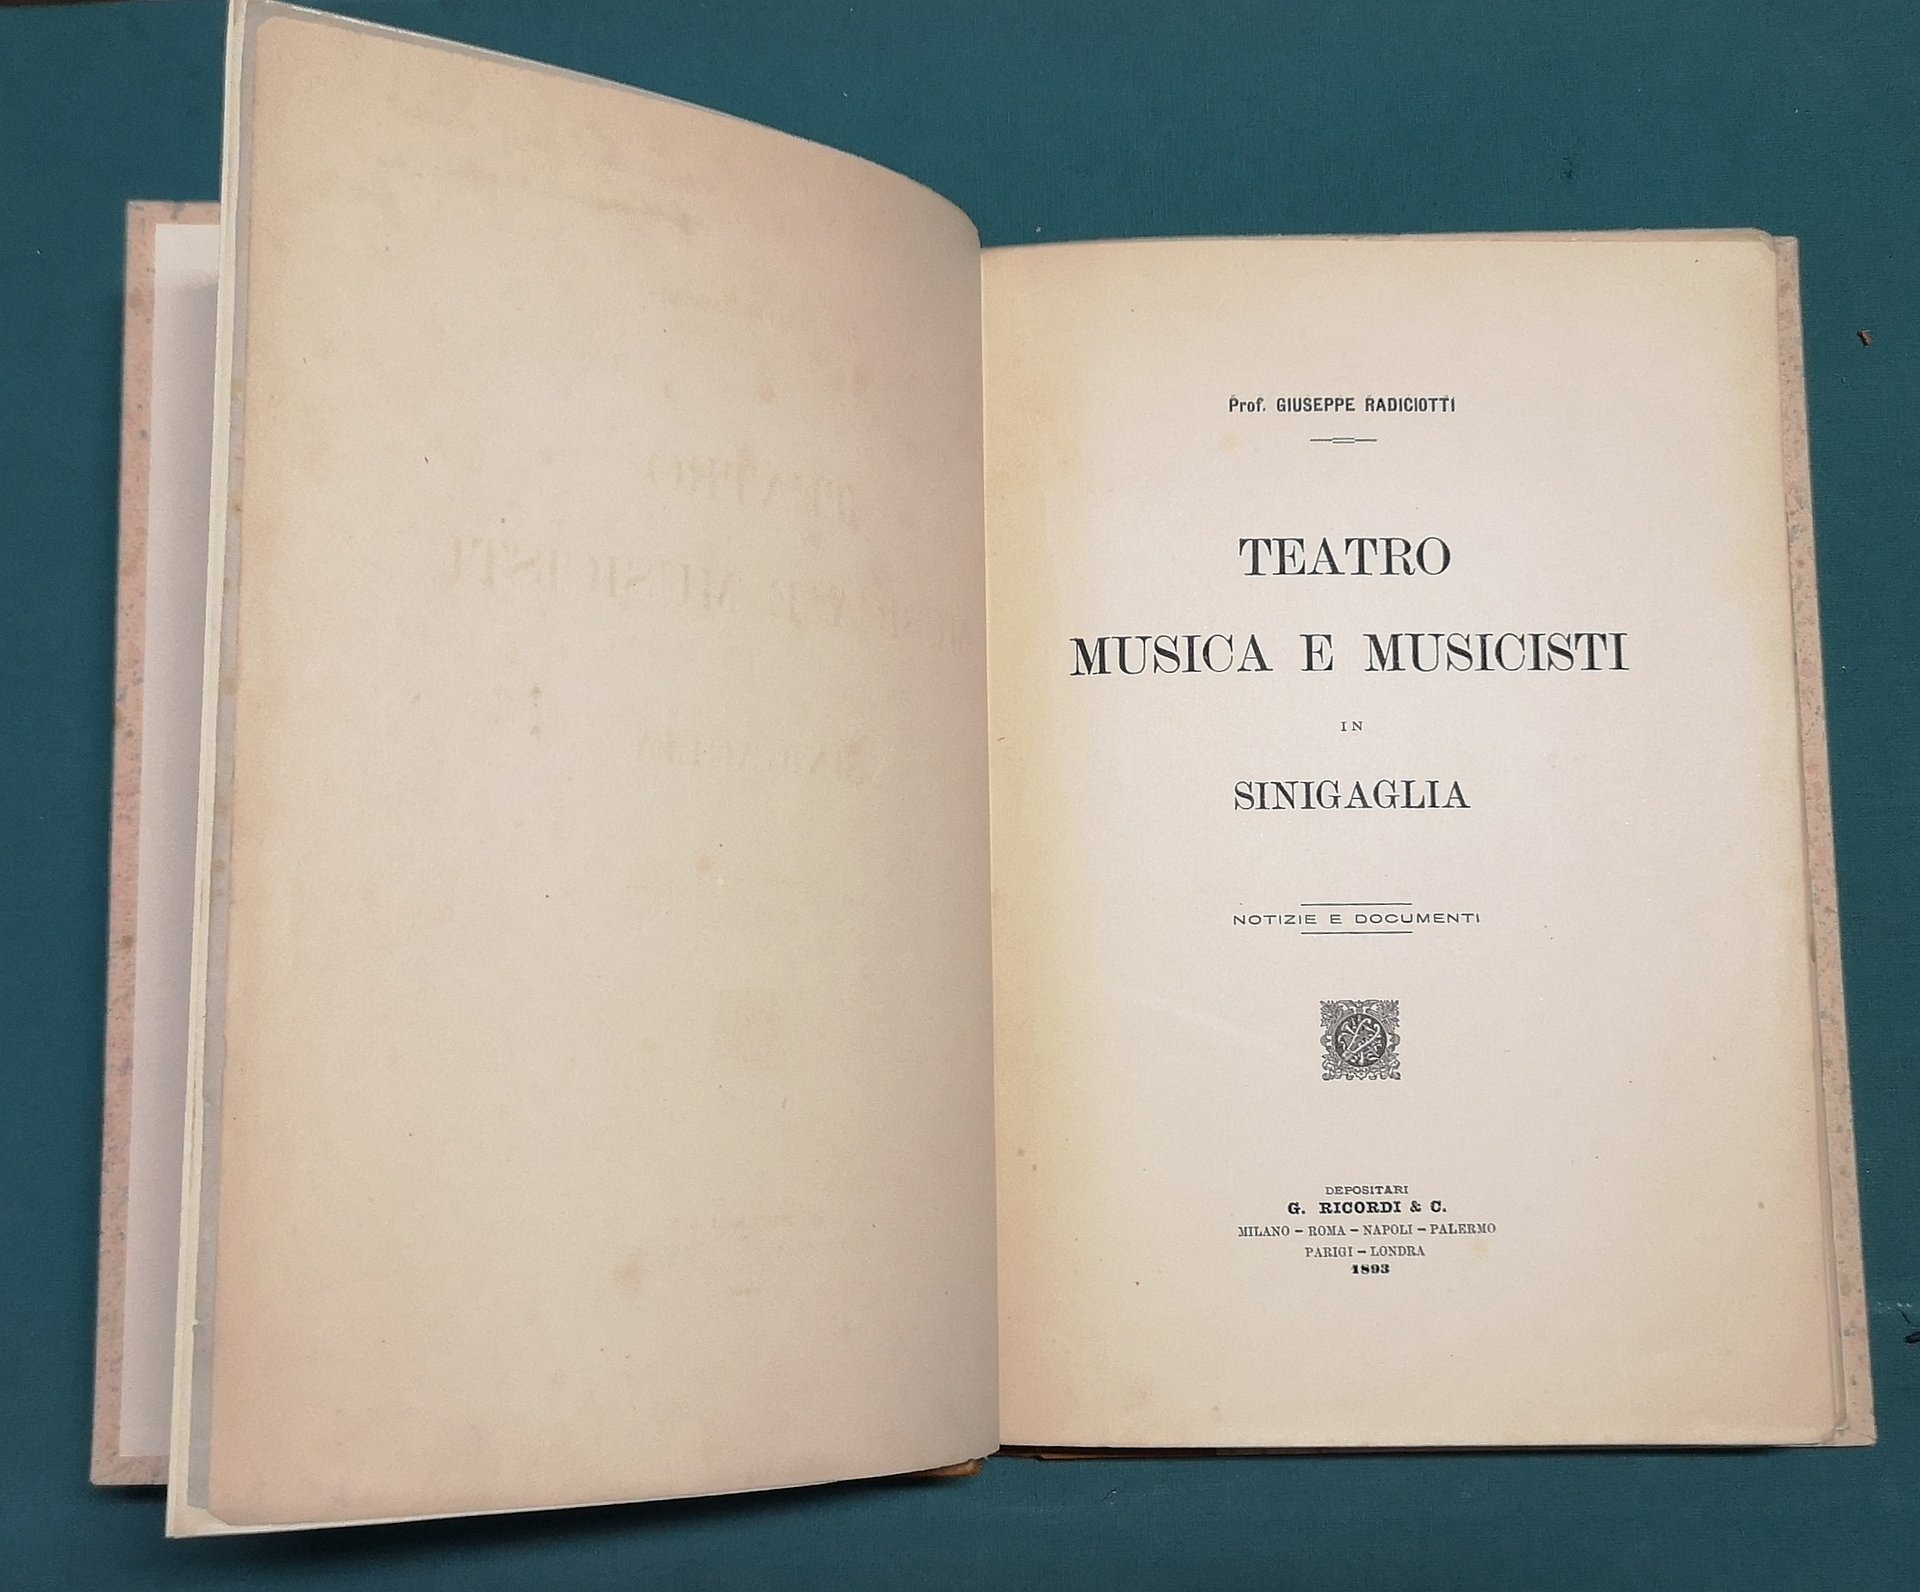 Prof. GIUSEPPE RADICIOTTI
TEATRO
MUSICA E MUSICISTI
IN
SINIGAGLIA
NOTIZIE E DOCUMENTI
DEPOSITARI
G. RICORDI & C.
MILANO – ROMA – NAPOLI – PALERMO
PARIGI – LONDRA
1893